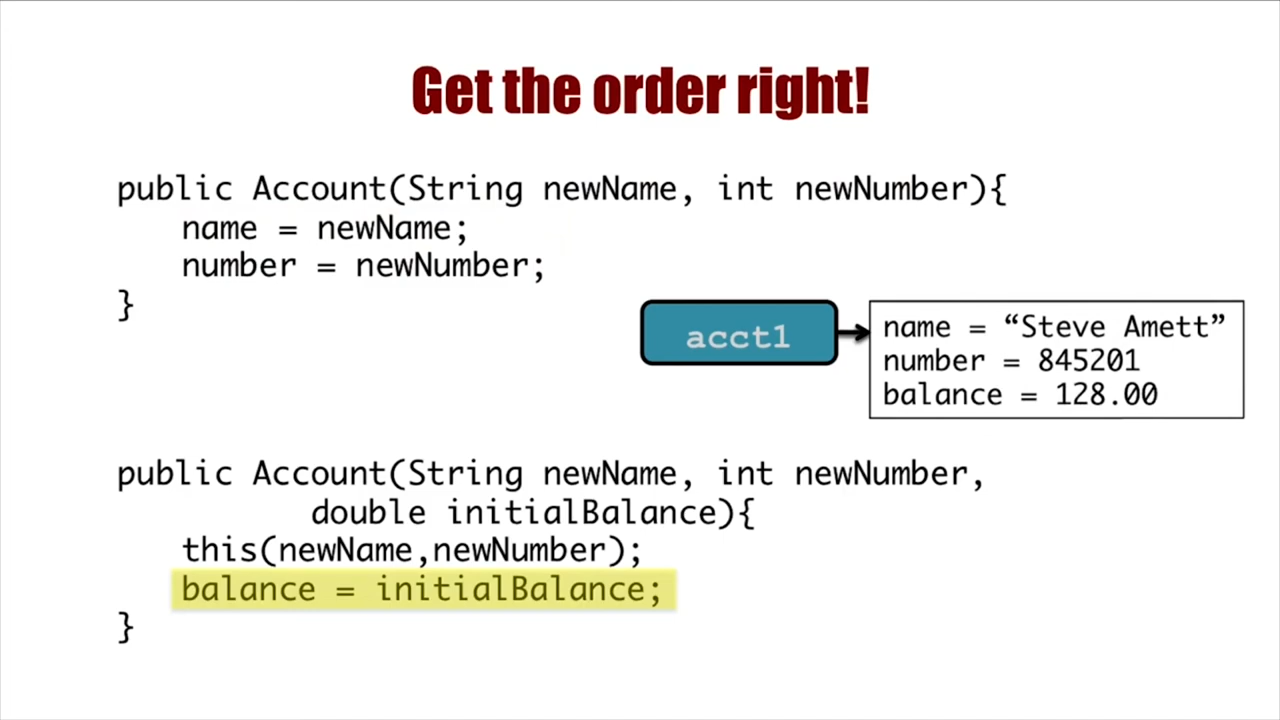 Get the order right!
public Account(String newName, int newNumber){
name = newName;
number = newNumber;
}
acct1
name = “Steve Amett”
number = 845201
balance = 128.00
public Account(String newName, int newNumber,
double initialBalance){
this(newName,newNumber);
balance = initialBalance;
}